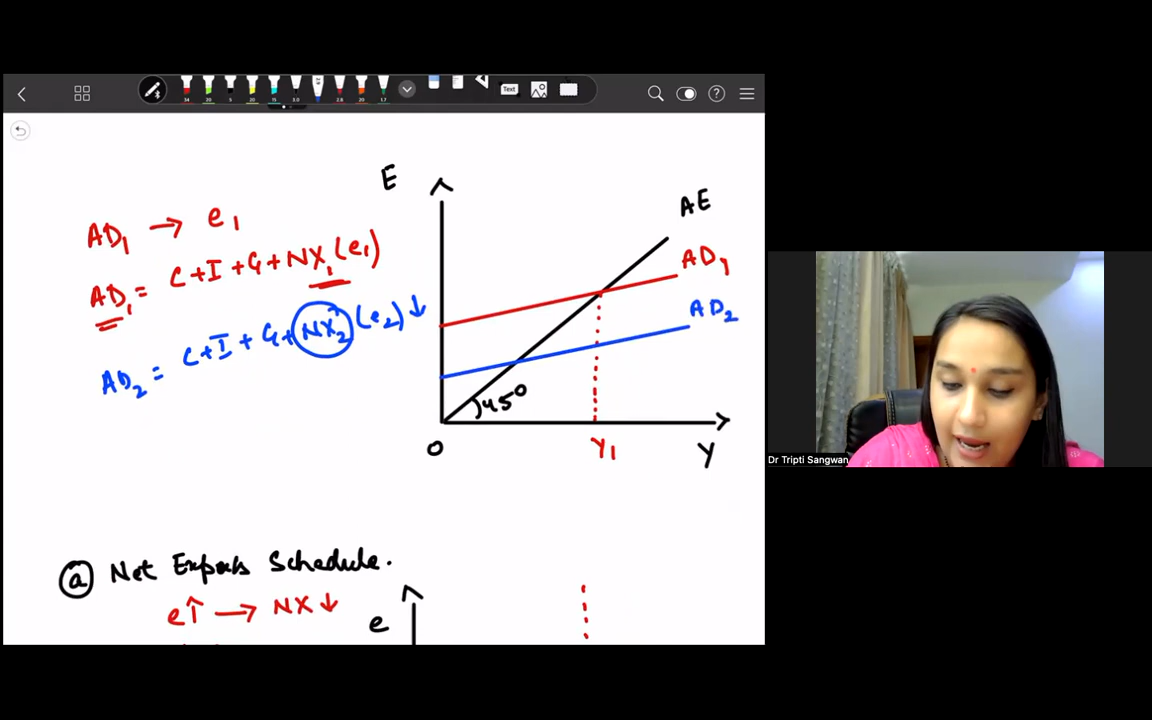 Text
E
AE
AD₁ → e₁
AD₁ = C+I+G+NX₁(e₁)
AD₁
AD₂ = C+I+G+NX₂(e₂)↓
AD₂
45°
O
Y₁
Y
Dr Tripti Sangwan
ⓐ Net Exports Schedule.
e↑ → NX↓
e